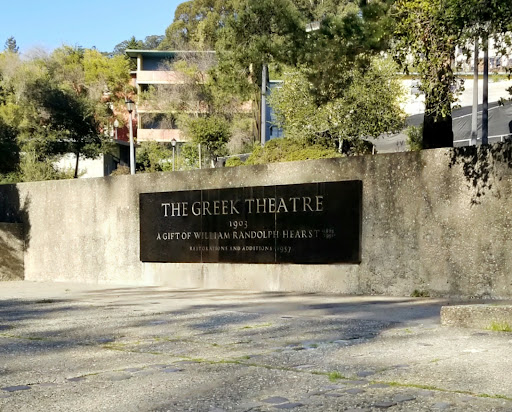 THE GREEK THEATRE
1903
A GIFT OF WILLIAM RANDOLPH HEARST
RESTORATIONS AND ADDITIONS 1957